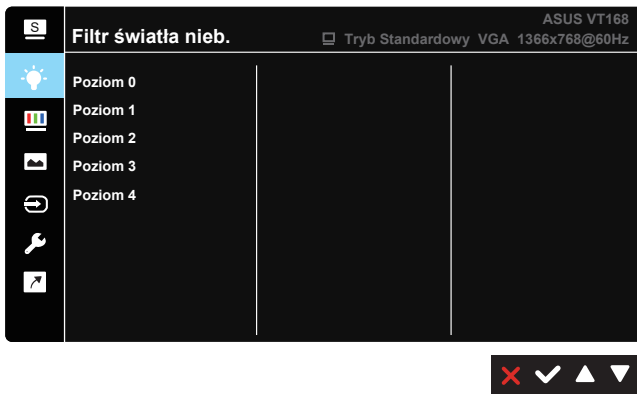 S
ASUS VT168
Filtr światła nieb.
Tryb Standardowy VGA 1366x768@60Hz
Poziom 0
Poziom 1
Poziom 2
Poziom 3
Poziom 4